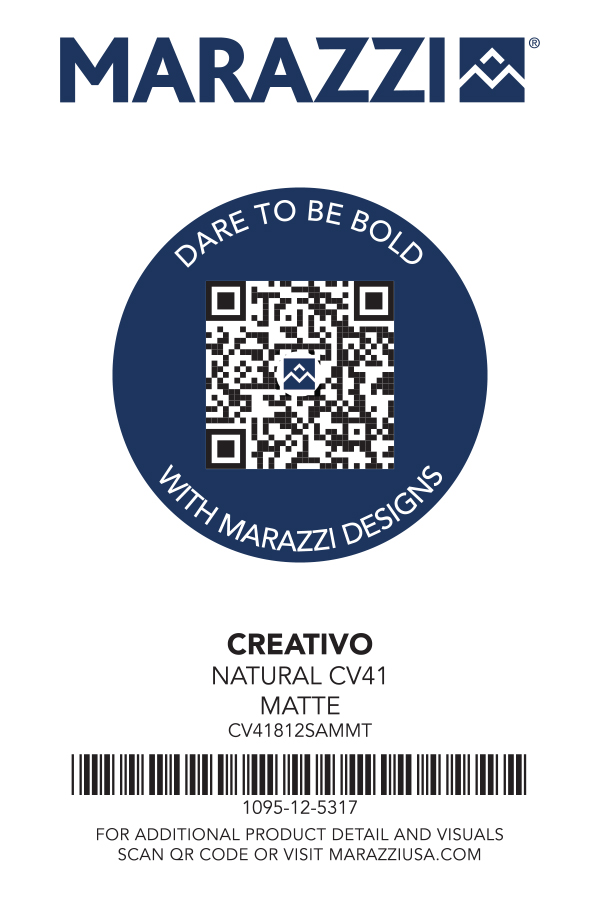 MARAZZI®
DARE TO BE BOLD
WITH MARAZZI DESIGNS
CREATIVO
NATURAL CV41
MATTE
CV41812SAMMT
1095-12-5317
FOR ADDITIONAL PRODUCT DETAIL AND VISUALS
SCAN QR CODE OR VISIT MARAZZIUSA.COM